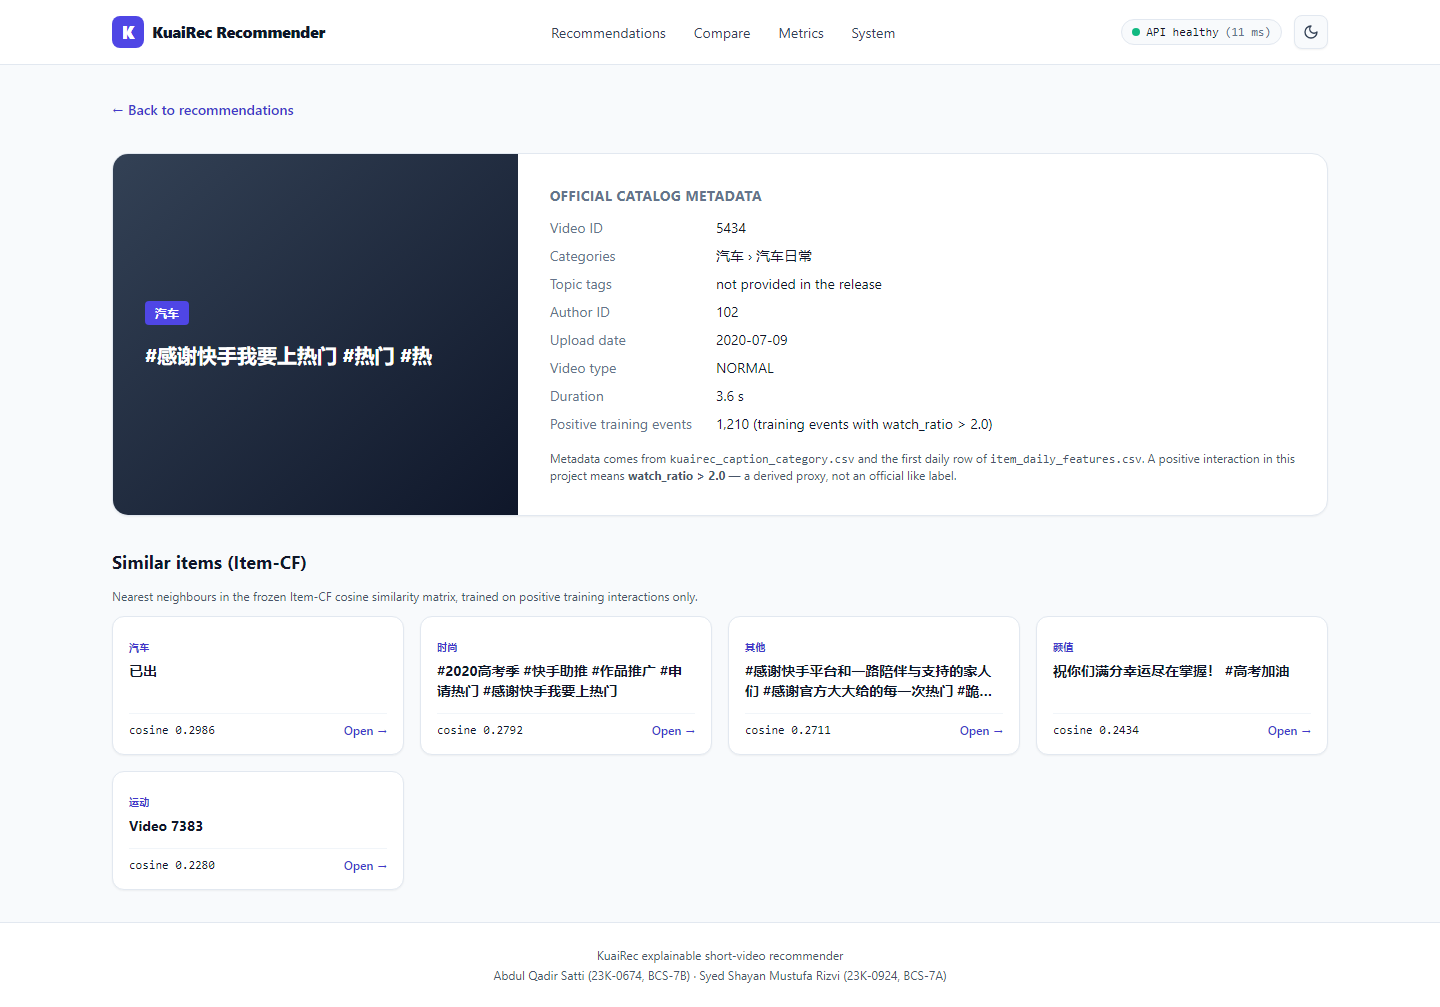 K KuaiRec Recommender
Recommendations Compare Metrics System
API healthy (11 ms)
← Back to recommendations
汽车
#感谢快手我要上热门 #热门 #热
OFFICIAL CATALOG METADATA
Video ID 5434
Categories 汽车 › 汽车日常
Topic tags not provided in the release
Author ID 102
Upload date 2020-07-09
Video type NORMAL
Duration 3.6 s
Positive training events 1,210 (training events with watch_ratio > 2.0)
Metadata comes from kuairec_caption_category.csv and the first daily row of item_daily_features.csv. A positive interaction in this
project means watch_ratio > 2.0 — a derived proxy, not an official like label.
Similar items (Item-CF)
Nearest neighbours in the frozen Item-CF cosine similarity matrix, trained on positive training interactions only.
汽车
已出
cosine 0.2986 Open →
时尚
#2020高考季 #快手助推 #作品推广 #申
请热门 #感谢快手我要上热门
cosine 0.2792 Open →
其他
#感谢快手平台和一路陪伴与支持的家人
们 #感谢官方大大给的每一次热门 #跪...
cosine 0.2711 Open →
颜值
祝你们满分幸运尽在掌握！ #高考加油
cosine 0.2434 Open →
运动
Video 7383
cosine 0.2280 Open →
KuaiRec explainable short-video recommender
Abdul Qadir Satti (23K-0674, BCS-7B) · Syed Shayan Mustufa Rizvi (23K-0924, BCS-7A)